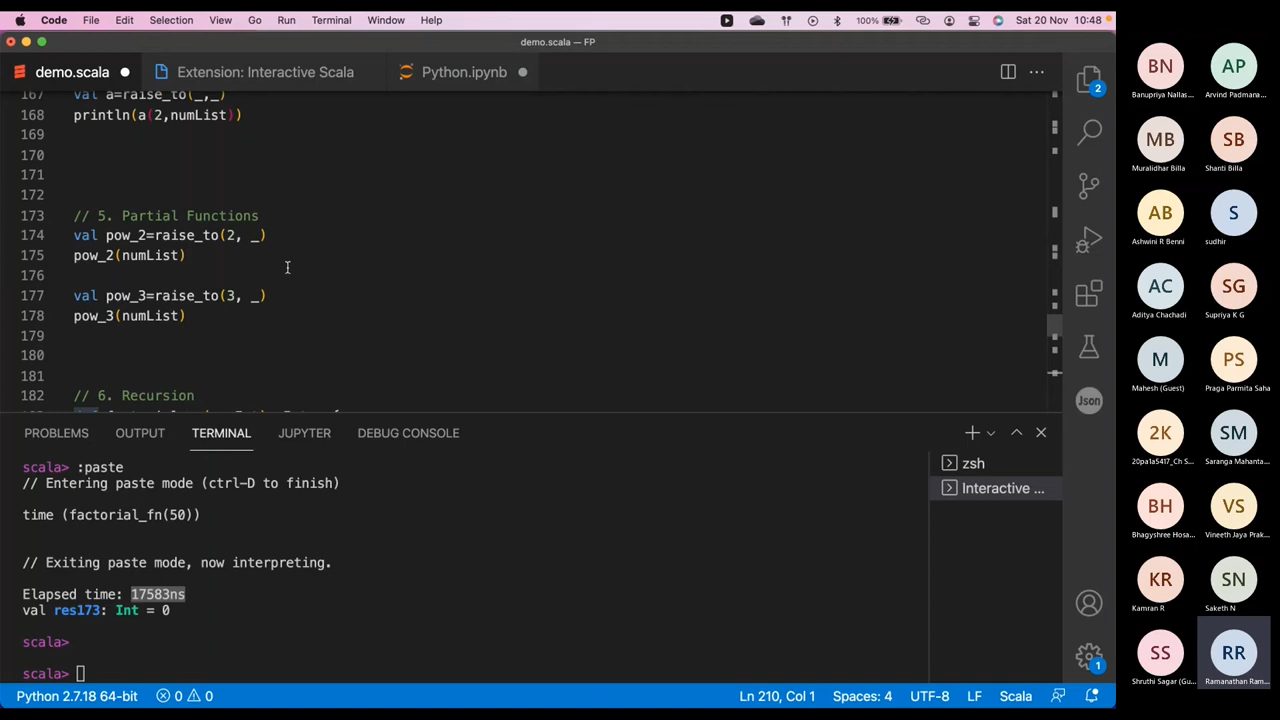 Code File Edit Selection View Go Run Terminal Window Help 100% Sat 20 Nov 10:48
demo.scala — FP
demo.scala Extension: Interactive Scala Python.ipynb
167 val a=raise_to(_,_)
168 println(a(2,numList))
169
170
171
172
173 // 5. Partial Functions
174 val pow_2=raise_to(2, _)
175 pow_2(numList)
176
177 val pow_3=raise_to(3, _)
178 pow_3(numList)
179
180
181
182 // 6. Recursion
PROBLEMS OUTPUT TERMINAL JUPYTER DEBUG CONSOLE
scala> :paste
// Entering paste mode (ctrl-D to finish)
time (factorial_fn(50))
// Exiting paste mode, now interpreting.
Elapsed time: 17583ns
val res173: Int = 0
scala>
scala>
zsh
Interactive ...
2
Json
1
Python 2.7.18 64-bit 0 0 Ln 210, Col 1 Spaces: 4 UTF-8 LF Scala
BN AP
Banupriya Nallas... Arvind Padmana...
MB SB
Muralidhar Billa Shanti Billa
AB S
Ashwini R Benni sudhir
AC SG
Aditya Chachadi Supriya K G
M PS
Mahesh (Guest) Praga Parmita Saha
2K SM
20pa1a5417_Ch S... Saranga Mahanta...
BH VS
Bhagyshree Hosa... Vineeth Jaya Prak...
KR SN
Kamran R Saketh N
SS RR
Shruthi Sagar (Gu... Ramanathan Ram...